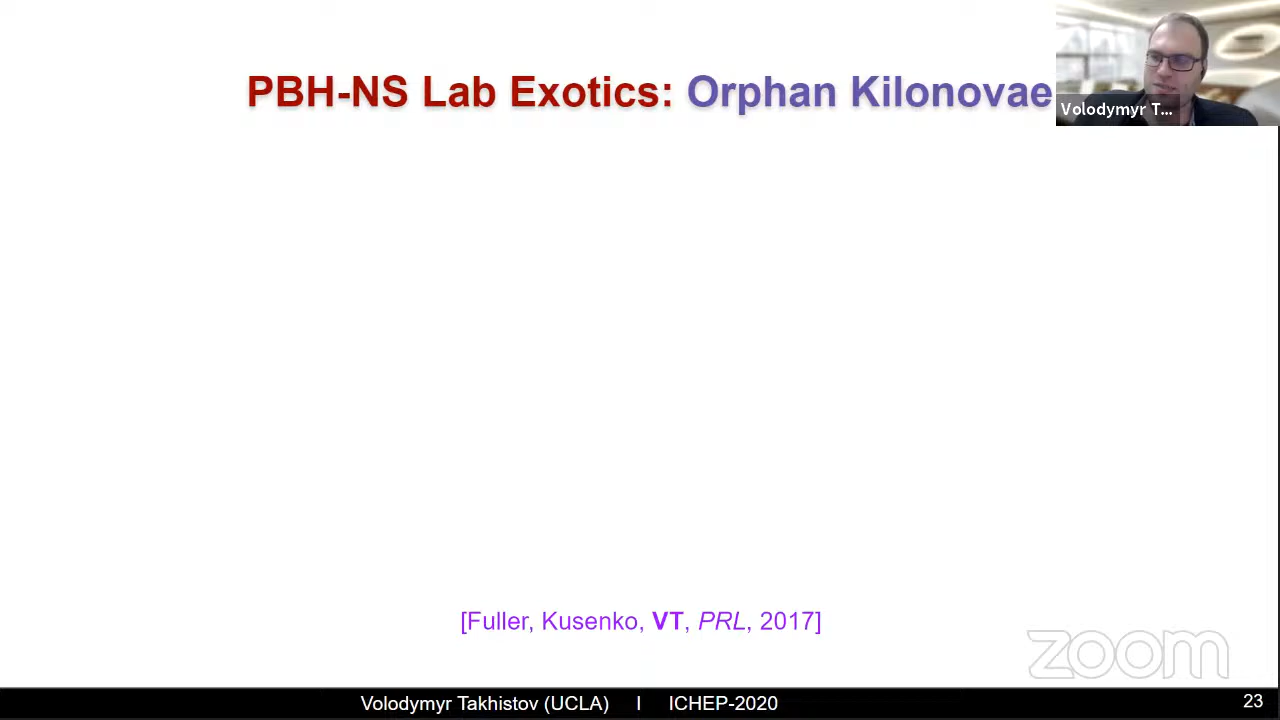 PBH-NS Lab Exotics: Orphan Kilonovae
Volodymyr T...
[Fuller, Kusenko, VT, PRL, 2017]
zoom
Volodymyr Takhistov (UCLA) I ICHEP-2020
23